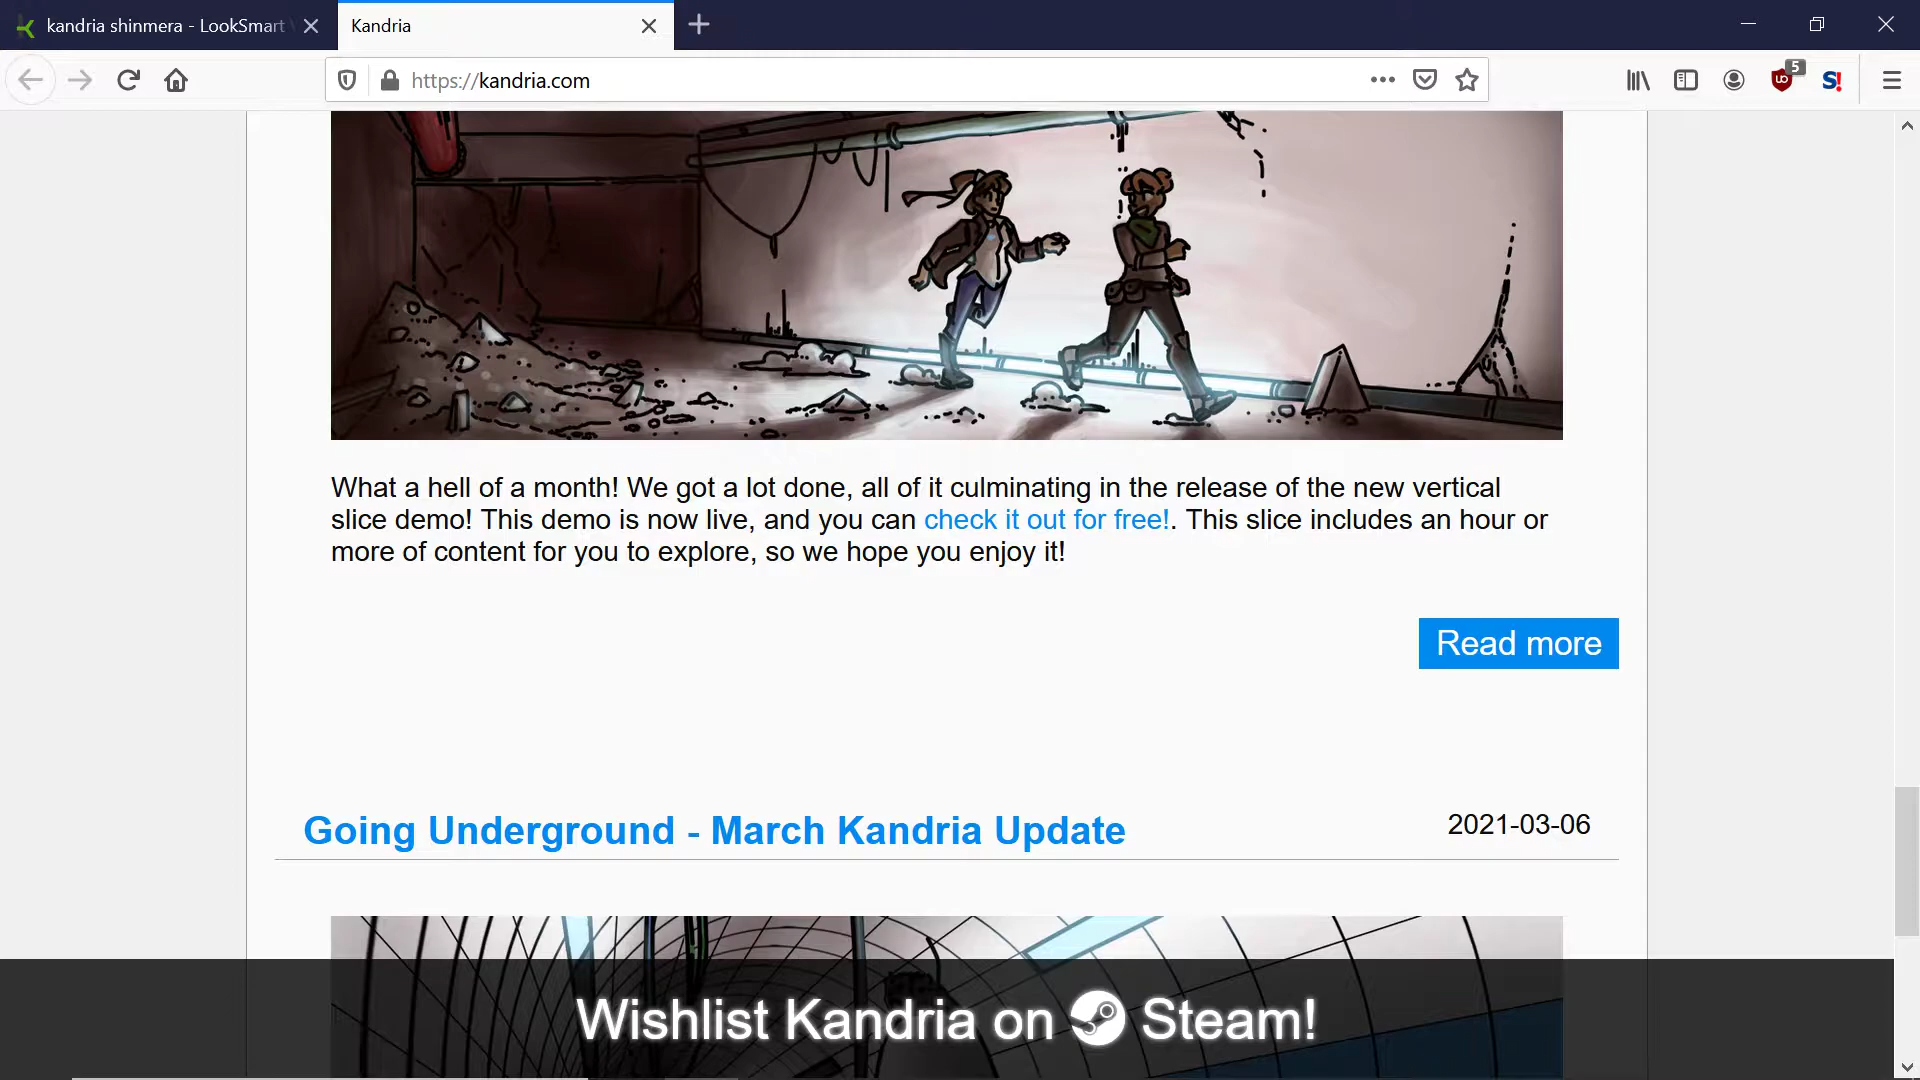 kandria shinmera - LookSmart
Kandria
https://kandria.com
5
S!
What a hell of a month! We got a lot done, all of it culminating in the release of the new vertical
slice demo! This demo is now live, and you can check it out for free!. This slice includes an hour or
more of content for you to explore, so we hope you enjoy it!
Read more
Going Underground - March Kandria Update
2021-03-06
Wishlist Kandria on Steam!